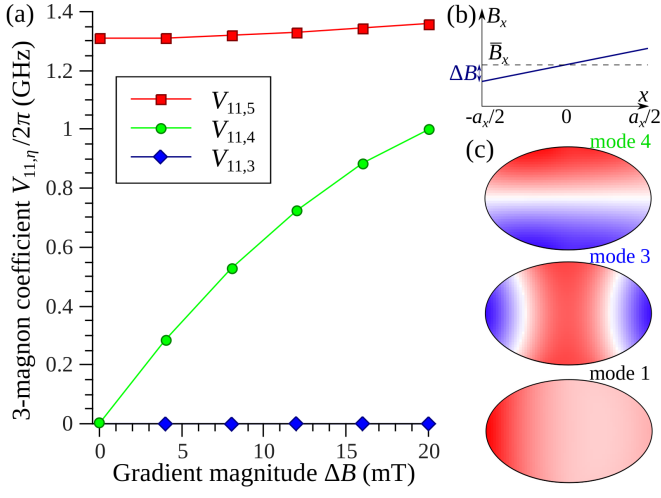 (a)
3-magnon coefficient V₁₁,η/2π (GHz)
1.4
1.2
1
0.8
0.6
0.4
0.2
0
V₁₁,₅
V₁₁,₄
V₁₁,₃
0 5 10 15 20
Gradient magnitude ΔB (mT)
(b)
Bₓ
B̅ₓ
ΔB
x
-aₓ/2 0 aₓ/2
(c)
mode 4
mode 3
mode 1